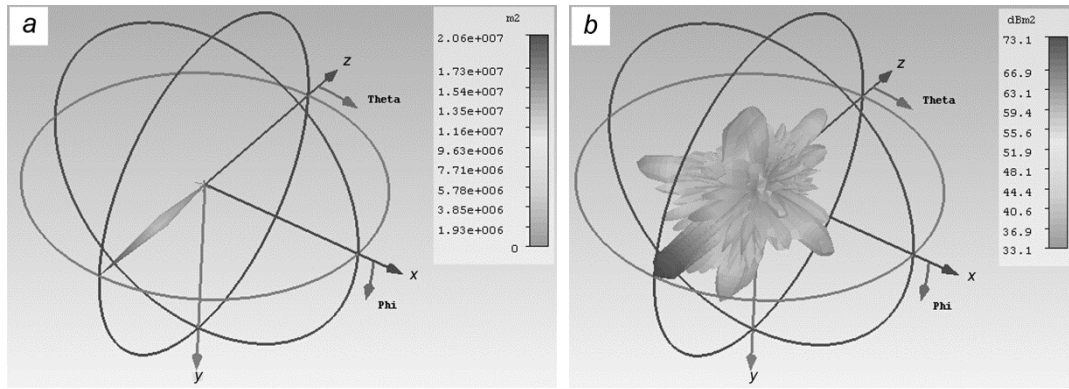 a
m2
2.06e+007
1.73e+007
1.54e+007
1.35e+007
1.16e+007
9.63e+006
7.71e+006
5.78e+006
3.85e+006
1.93e+006
0
z
Theta
x
Phi
y
b
dBm2
73.1
66.9
63.1
59.4
55.6
51.9
48.1
44.4
40.6
36.9
33.1
z
Theta
x
Phi
y